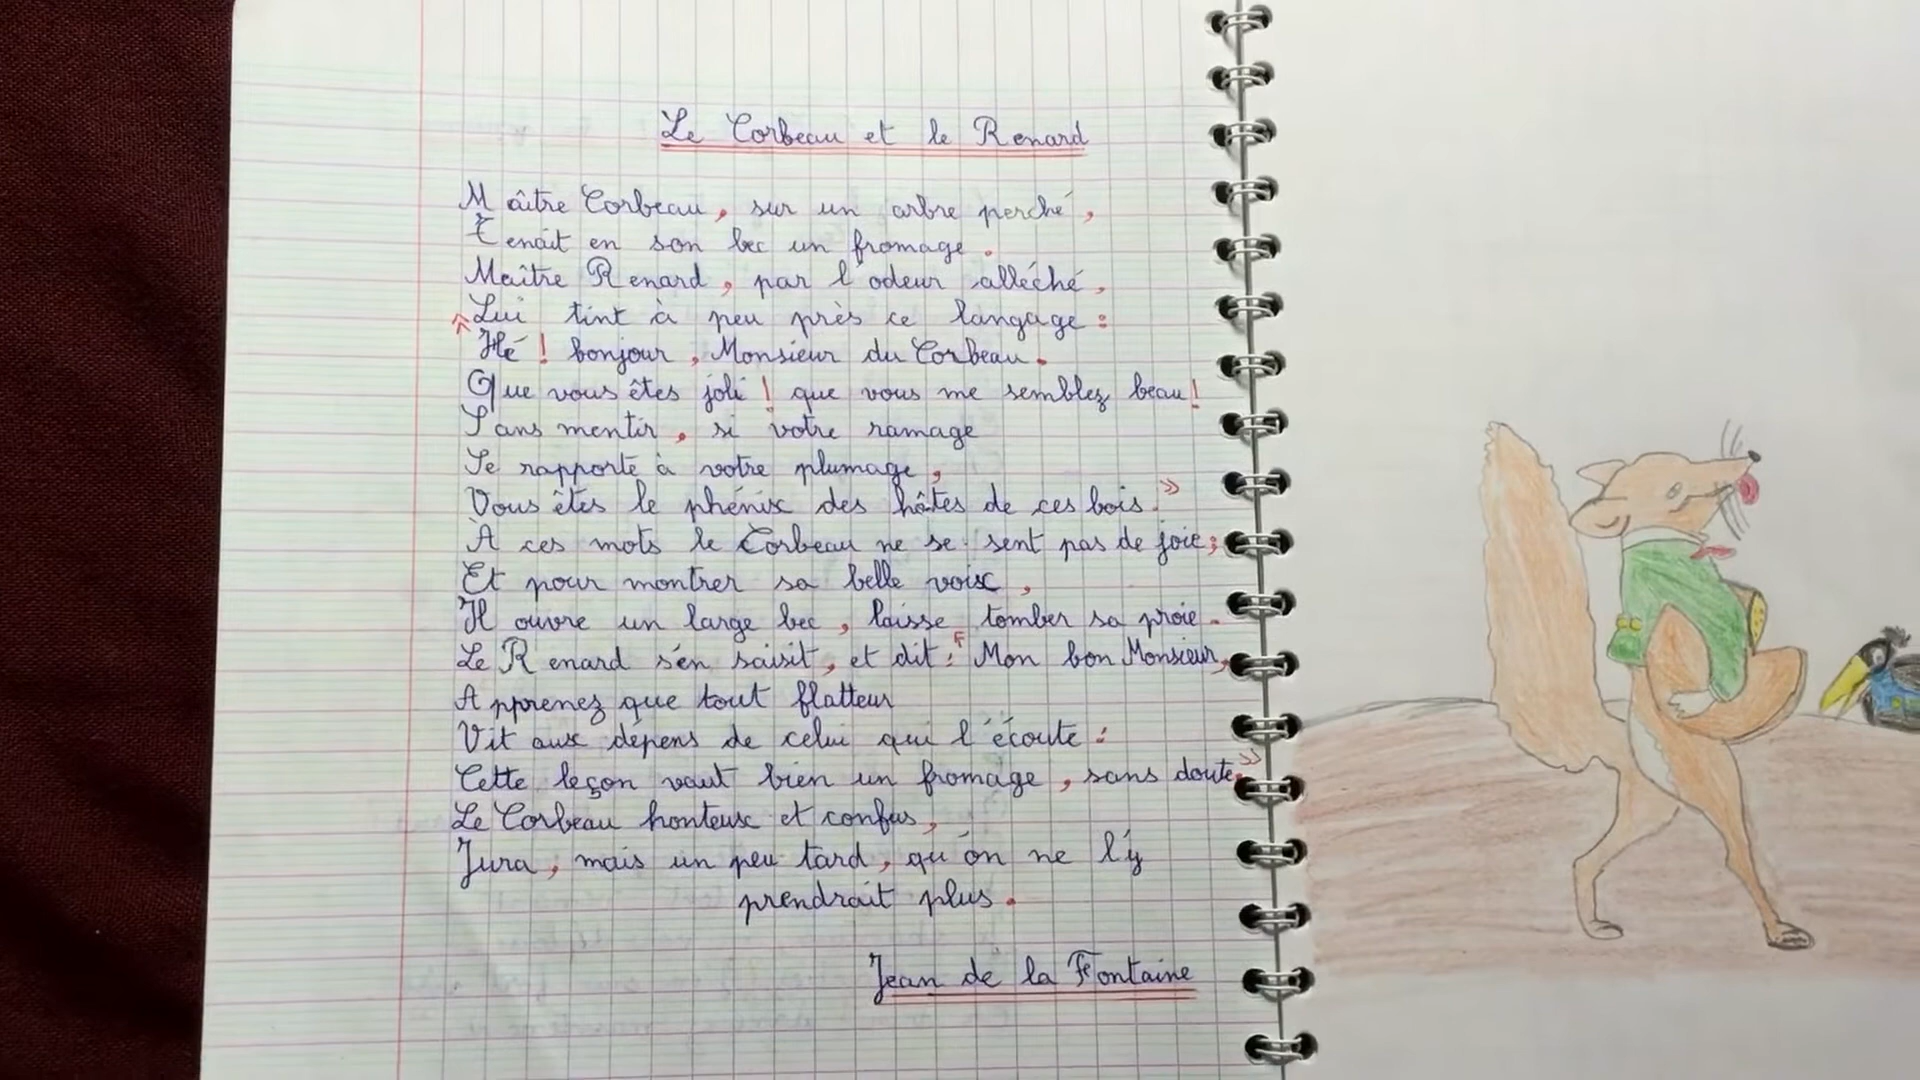 Le Corbeau et le Renard
Maître Corbeau, sur un arbre perché,
Tenait en son bec un fromage.
Maître Renard, par l'odeur alléché,
Lui tint à peu près ce langage :
« Hé ! bonjour, Monsieur du Corbeau.
Que vous êtes joli ! que vous me semblez beau !
Sans mentir, si votre ramage
Se rapporte à votre plumage,
Vous êtes le phénix des hôtes de ces bois. »
À ces mots le Corbeau ne se sent pas de joie ;
Et pour montrer sa belle voix,
Il ouvre un large bec, laisse tomber sa proie.
Le Renard s'en saisit, et dit : « Mon bon Monsieur,
Apprenez que tout flatteur
Vit aux depens de celui qui l'écoute :
Cette leçon vaut bien un fromage, sans doute. »
Le Corbeau honteux et confus,
Jura, mais un peu tard, qu'on ne l'y
prendrait plus.
Jean de la Fontaine